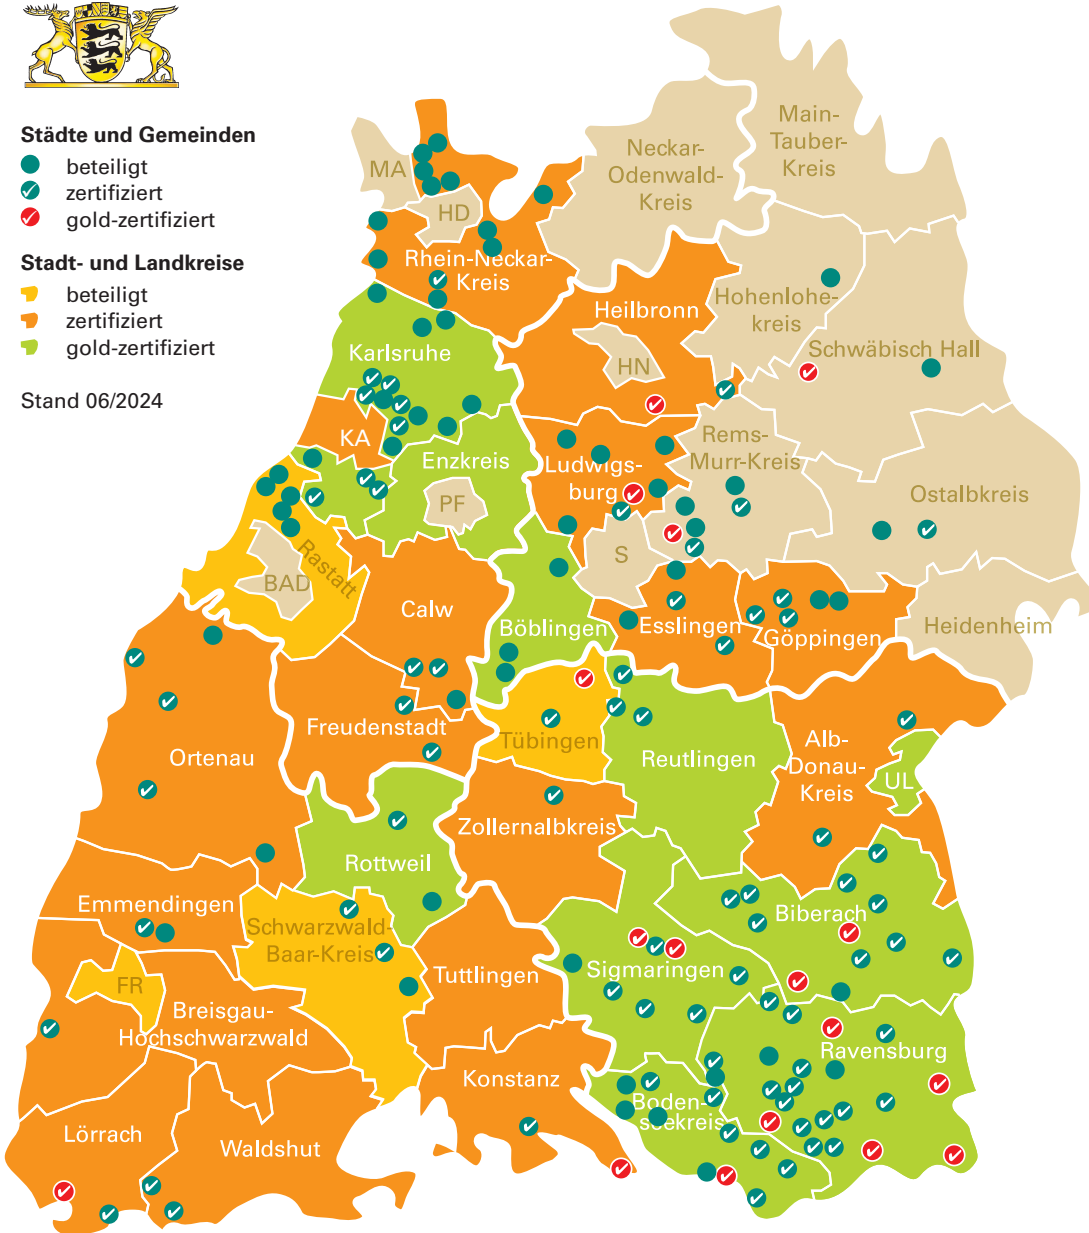 Städte und Gemeinden
beteiligt
zertifiziert
gold-zertifiziert
Stadt- und Landkreise
beteiligt
zertifiziert
gold-zertifiziert
Stand 06/2024
Main-
Tauber-
Kreis
Neckar-
Odenwald-
Kreis
MA
HD
Rhein-Neckar-
Kreis
Heilbronn
Hohenlohe-
kreis
HN
Schwäbisch Hall
Karlsruhe
KA
Enzkreis
PF
Ludwigs-
burg
Rems-
Murr-Kreis
Ostalbkreis
S
Rastatt
BAD
Calw
Böblingen
Esslingen
Göppingen
Heidenheim
Freudenstadt
Tübingen
Reutlingen
Alb-
Donau-
Kreis
UL
Ortenau
Zollernalbkreis
Rottweil
Emmendingen
Schwarzwald-
Baar-Kreis
Biberach
Sigmaringen
Tuttlingen
FR
Breisgau-
Hochschwarzwald
Ravensburg
Konstanz
Boden-
seekreis
Lörrach
Waldshut